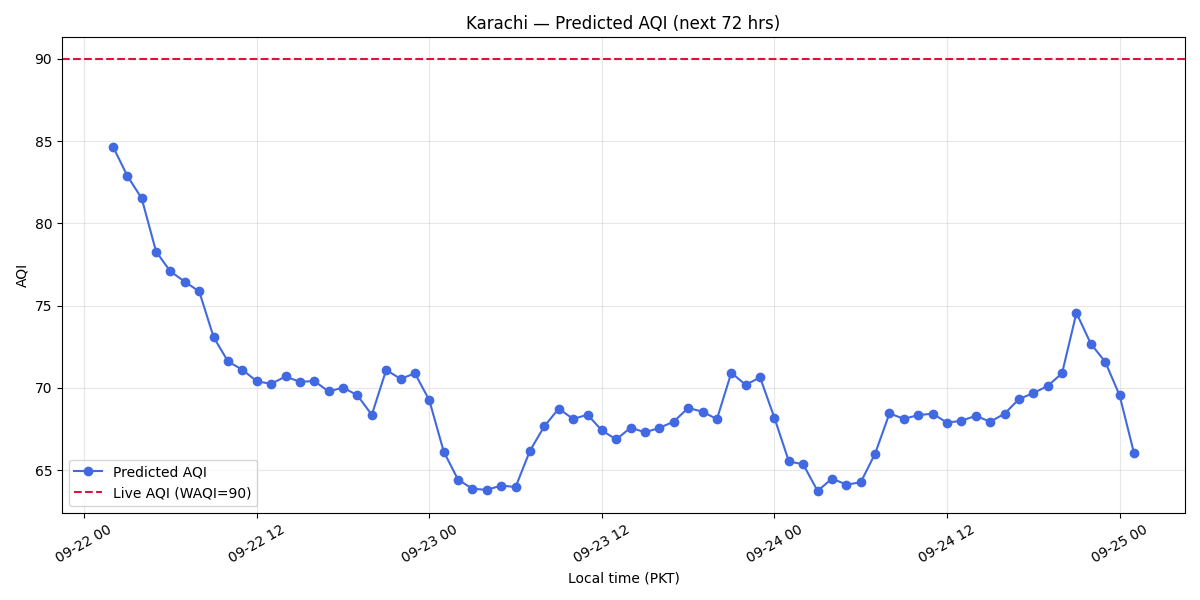 Karachi — Predicted AQI (next 72 hrs)
90
85
80
75
70
65
AQI
Predicted AQI
Live AQI (WAQI=90)
09-22 00
09-22 12
09-23 00
09-23 12
09-24 00
09-24 12
09-25 00
Local time (PKT)